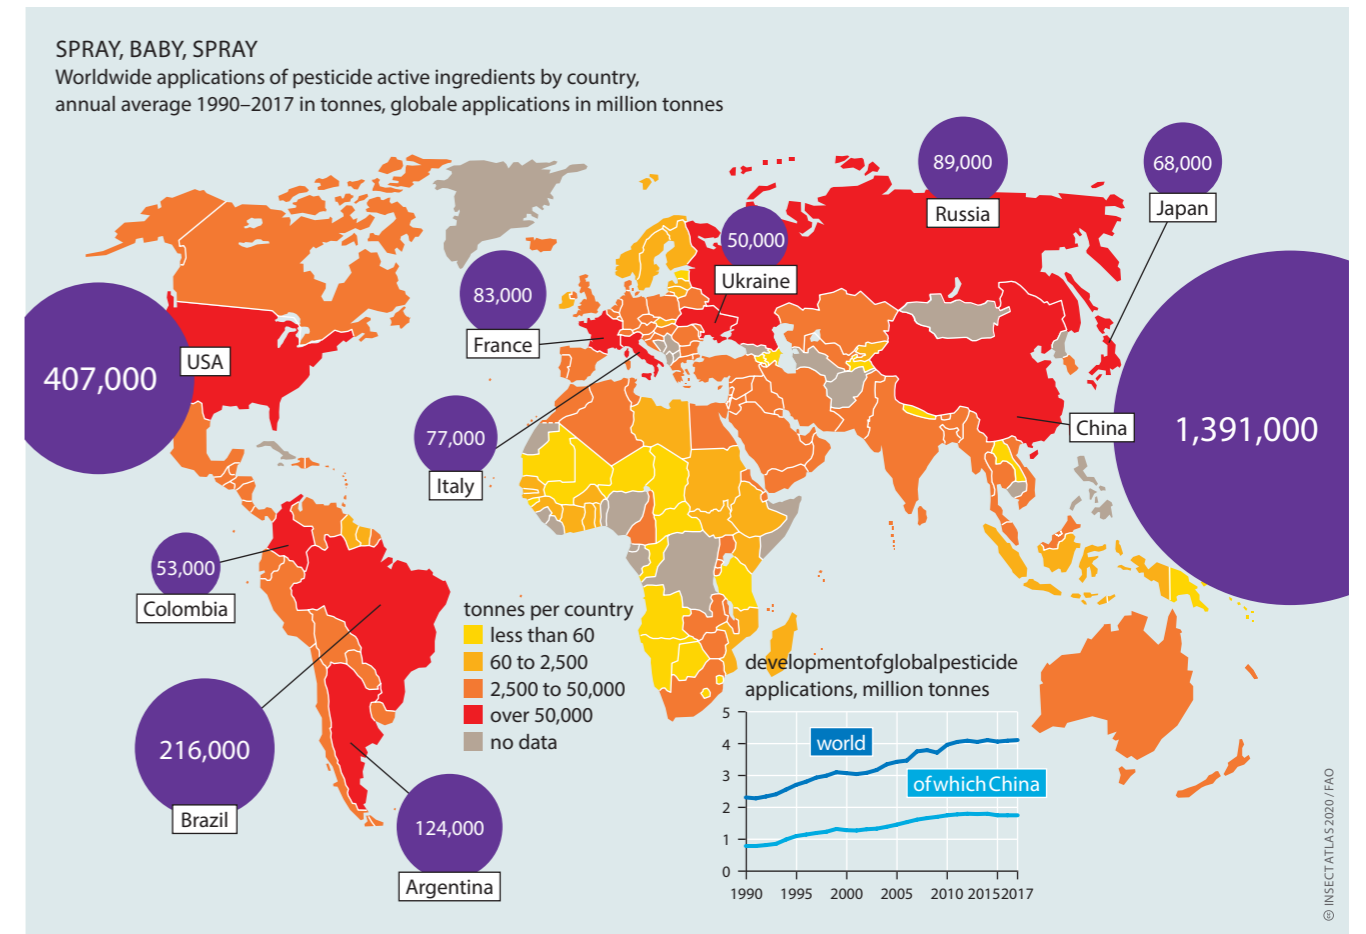 SPRAY, BABY, SPRAY
Worldwide applications of pesticide active ingredients by country,
annual average 1990–2017 in tonnes, globale applications in million tonnes
89,000
Russia
68,000
Japan
50,000
Ukraine
83,000
France
USA
407,000
77,000
Italy
China
1,391,000
53,000
Colombia
216,000
Brazil
124,000
Argentina
tonnes per country
less than 60
60 to 2,500
2,500 to 50,000
over 50,000
no data
developmentofglobalpesticide
applications, million tonnes
5
4
3
2
1
0
world
of which China
1990 1995 2000 2005 2010 2015 2017
cc INSECT ATLAS 2020 / FAO